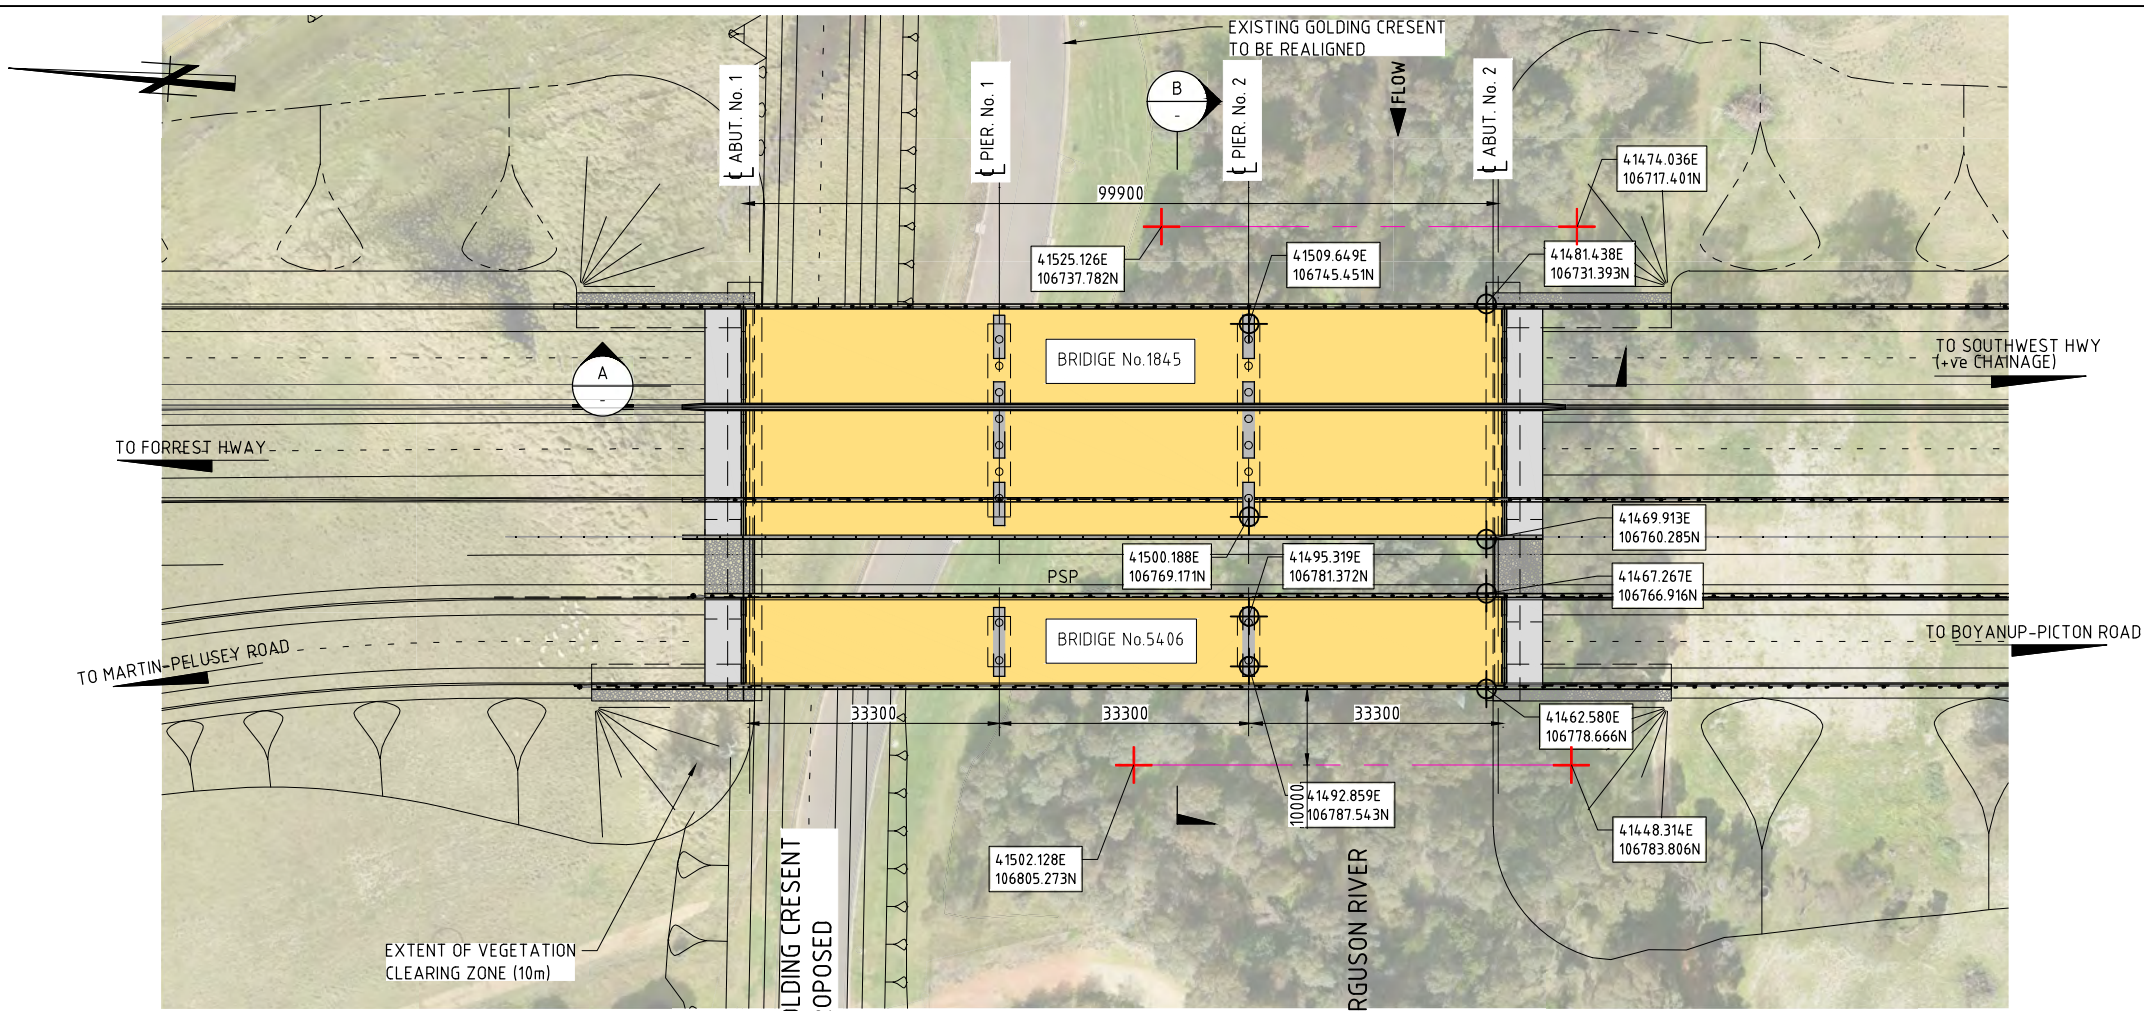 EXISTING GOLDING CRESENT
TO BE REALIGNED
℄ ABUT. No. 1
℄ PIER. No. 1
B
-
℄ PIER. No. 2
FLOW
℄ ABUT. No. 2
41474.036E
106717.401N
99900
41525.126E
106737.782N
41509.649E
106745.451N
41481.438E
106731.393N
A
-
BRIDIGE No.1845
TO SOUTHWEST HWY
(+ve CHAINAGE)
TO FORREST HWAY
41469.913E
106760.285N
41500.188E
106769.171N
41495.319E
106781.372N
PSP
41467.267E
106766.916N
BRIDIGE No.5406
TO BOYANUP-PICTON ROAD
TO MARTIN-PELUSEY ROAD
33300
33300
33300
41462.580E
106778.666N
10000
41492.859E
106787.543N
41448.314E
106783.806N
41502.128E
106805.273N
EXTENT OF VEGETATION
CLEARING ZONE (10m)
OLDING CRESENT
ROPOSED
RGUSON RIVER